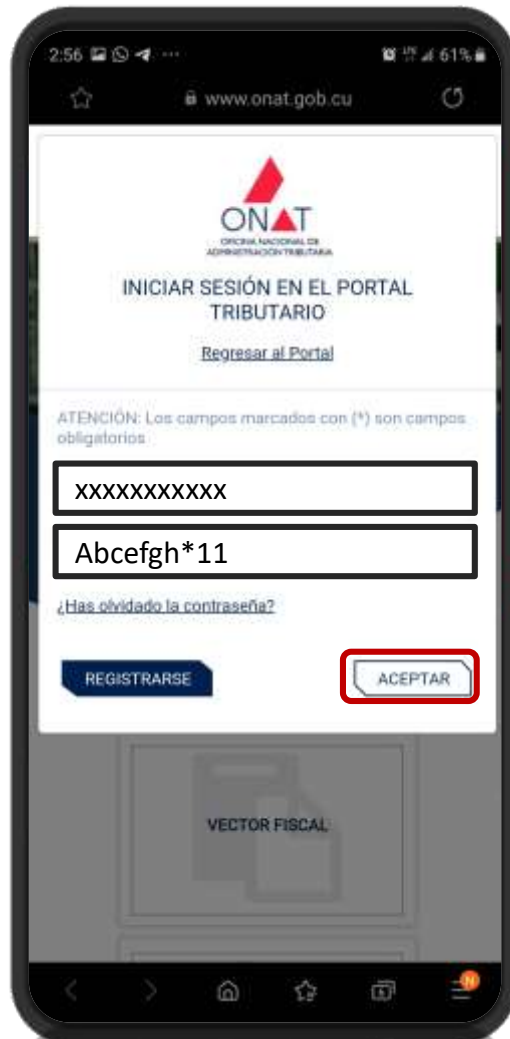 2:56 ... LTE 61%
www.onat.gob.cu
ONAT
OFICINA NACIONAL DE
ADMINISTRACIÓN TRIBUTARIA
INICIAR SESIÓN EN EL PORTAL
TRIBUTARIO
Regresar al Portal
ATENCIÓN: Los campos marcados con (*) son campos
obligatorios
xxxxxxxxxxx
Abcefgh*11
¿Has olvidado la contraseña?
REGISTRARSE
ACEPTAR
VECTOR FISCAL
N